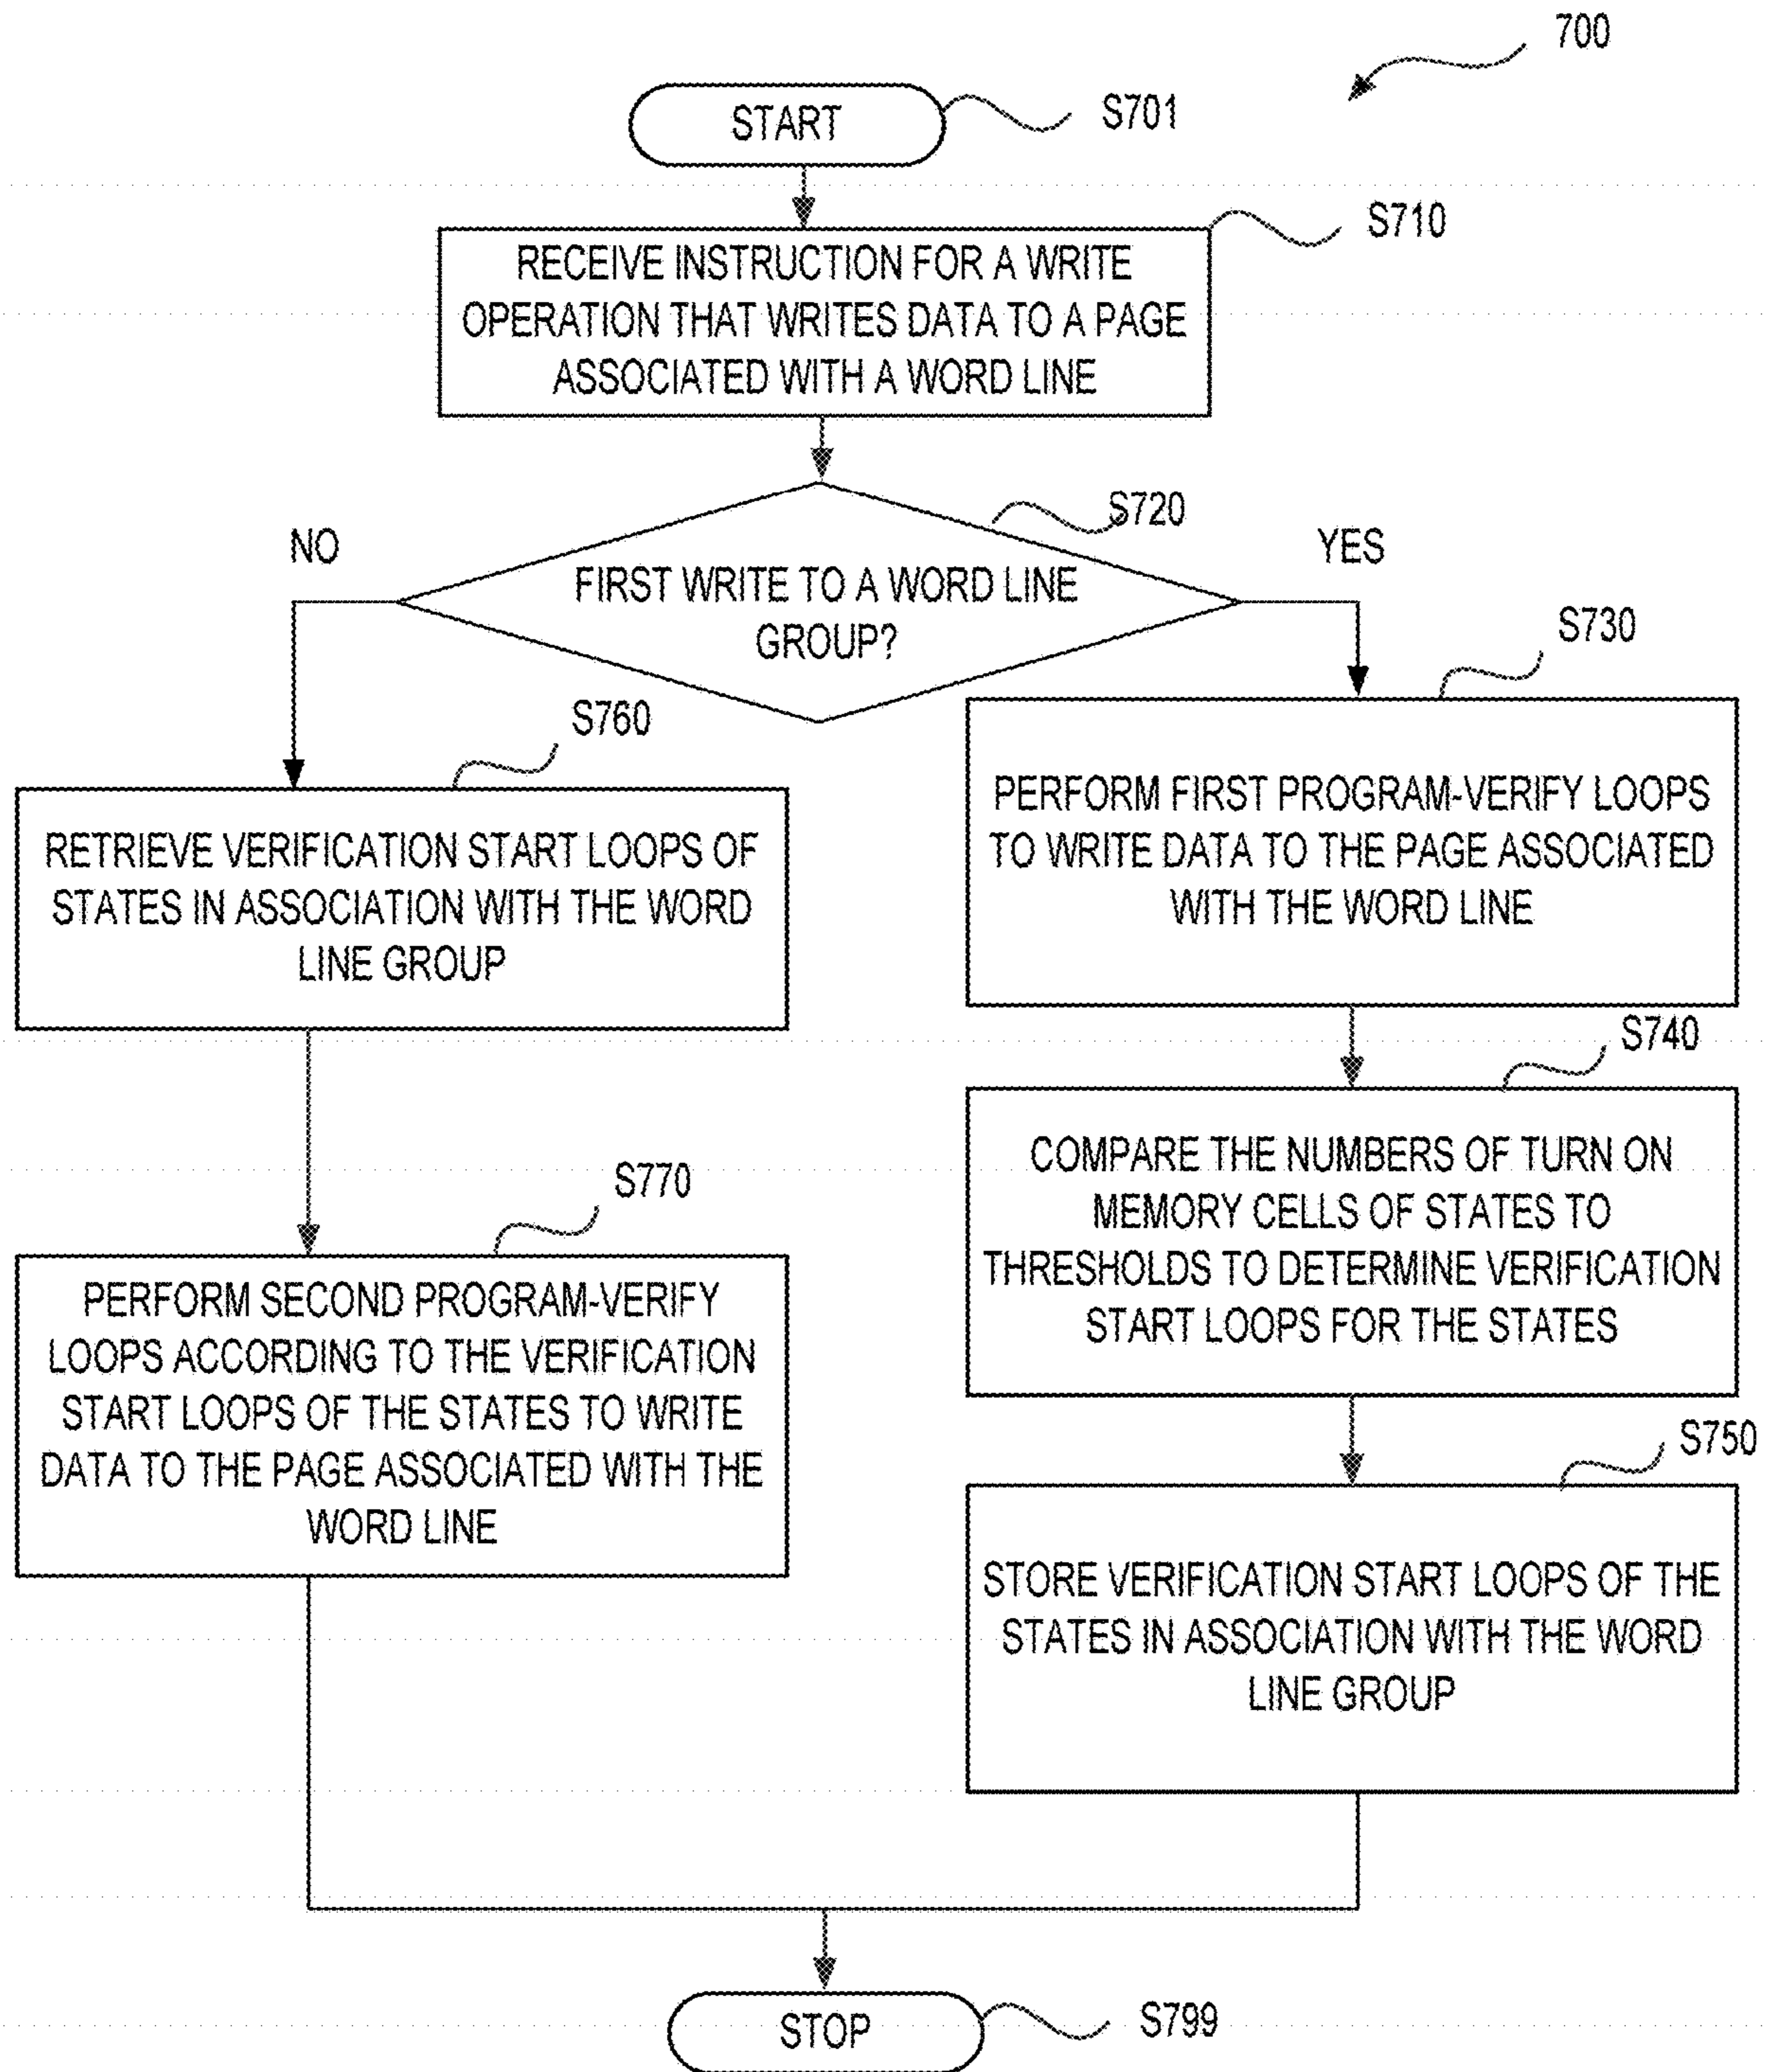 700
START
S701
S710
RECEIVE INSTRUCTION FOR A WRITE
OPERATION THAT WRITES DATA TO A PAGE
ASSOCIATED WITH A WORD LINE
S720
NO
YES
FIRST WRITE TO A WORD LINE
GROUP?
S730
PERFORM FIRST PROGRAM-VERIFY LOOPS
TO WRITE DATA TO THE PAGE ASSOCIATED
WITH THE WORD LINE
S740
COMPARE THE NUMBERS OF TURN ON
MEMORY CELLS OF STATES TO
THRESHOLDS TO DETERMINE VERIFICATION
START LOOPS FOR THE STATES
S750
STORE VERIFICATION START LOOPS OF THE
STATES IN ASSOCIATION WITH THE WORD
LINE GROUP
S760
RETRIEVE VERIFICATION START LOOPS OF
STATES IN ASSOCIATION WITH THE WORD
LINE GROUP
S770
PERFORM SECOND PROGRAM-VERIFY
LOOPS ACCORDING TO THE VERIFICATION
START LOOPS OF THE STATES TO WRITE
DATA TO THE PAGE ASSOCIATED WITH THE
WORD LINE
STOP
S799